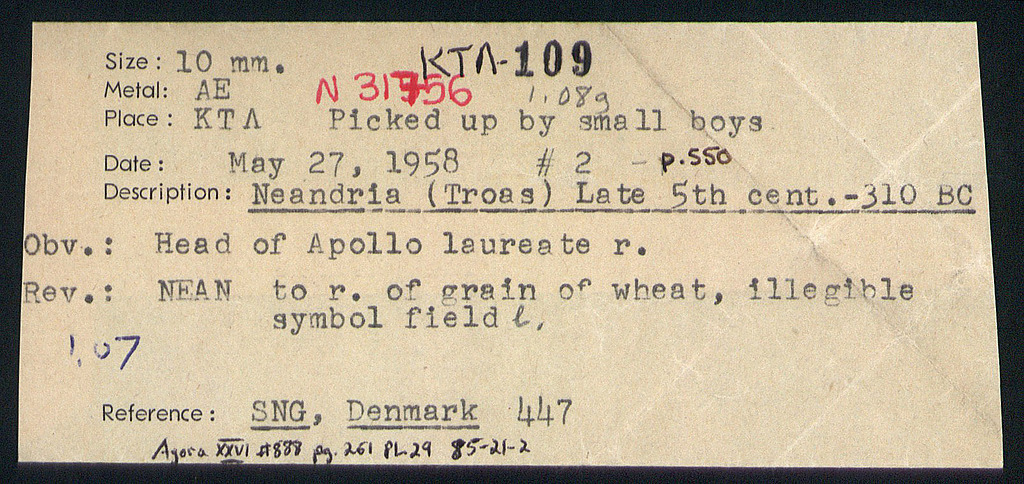 Size: 10 mm. KTΛ-109
Metal: AE N 31756 1.08g
Place: KTΛ Picked up by small boys
Date: May 27, 1958 # 2 - p.550
Description: Neandria (Troas) Late 5th cent.-310 BC
Obv.: Head of Apollo laureate r.
Rev.: NEAN to r. of grain of wheat, illegible
symbol field l,
1.07
Reference: SNG, Denmark 447
Agora XXVI #888 pg. 261 PL.29 85-21-2